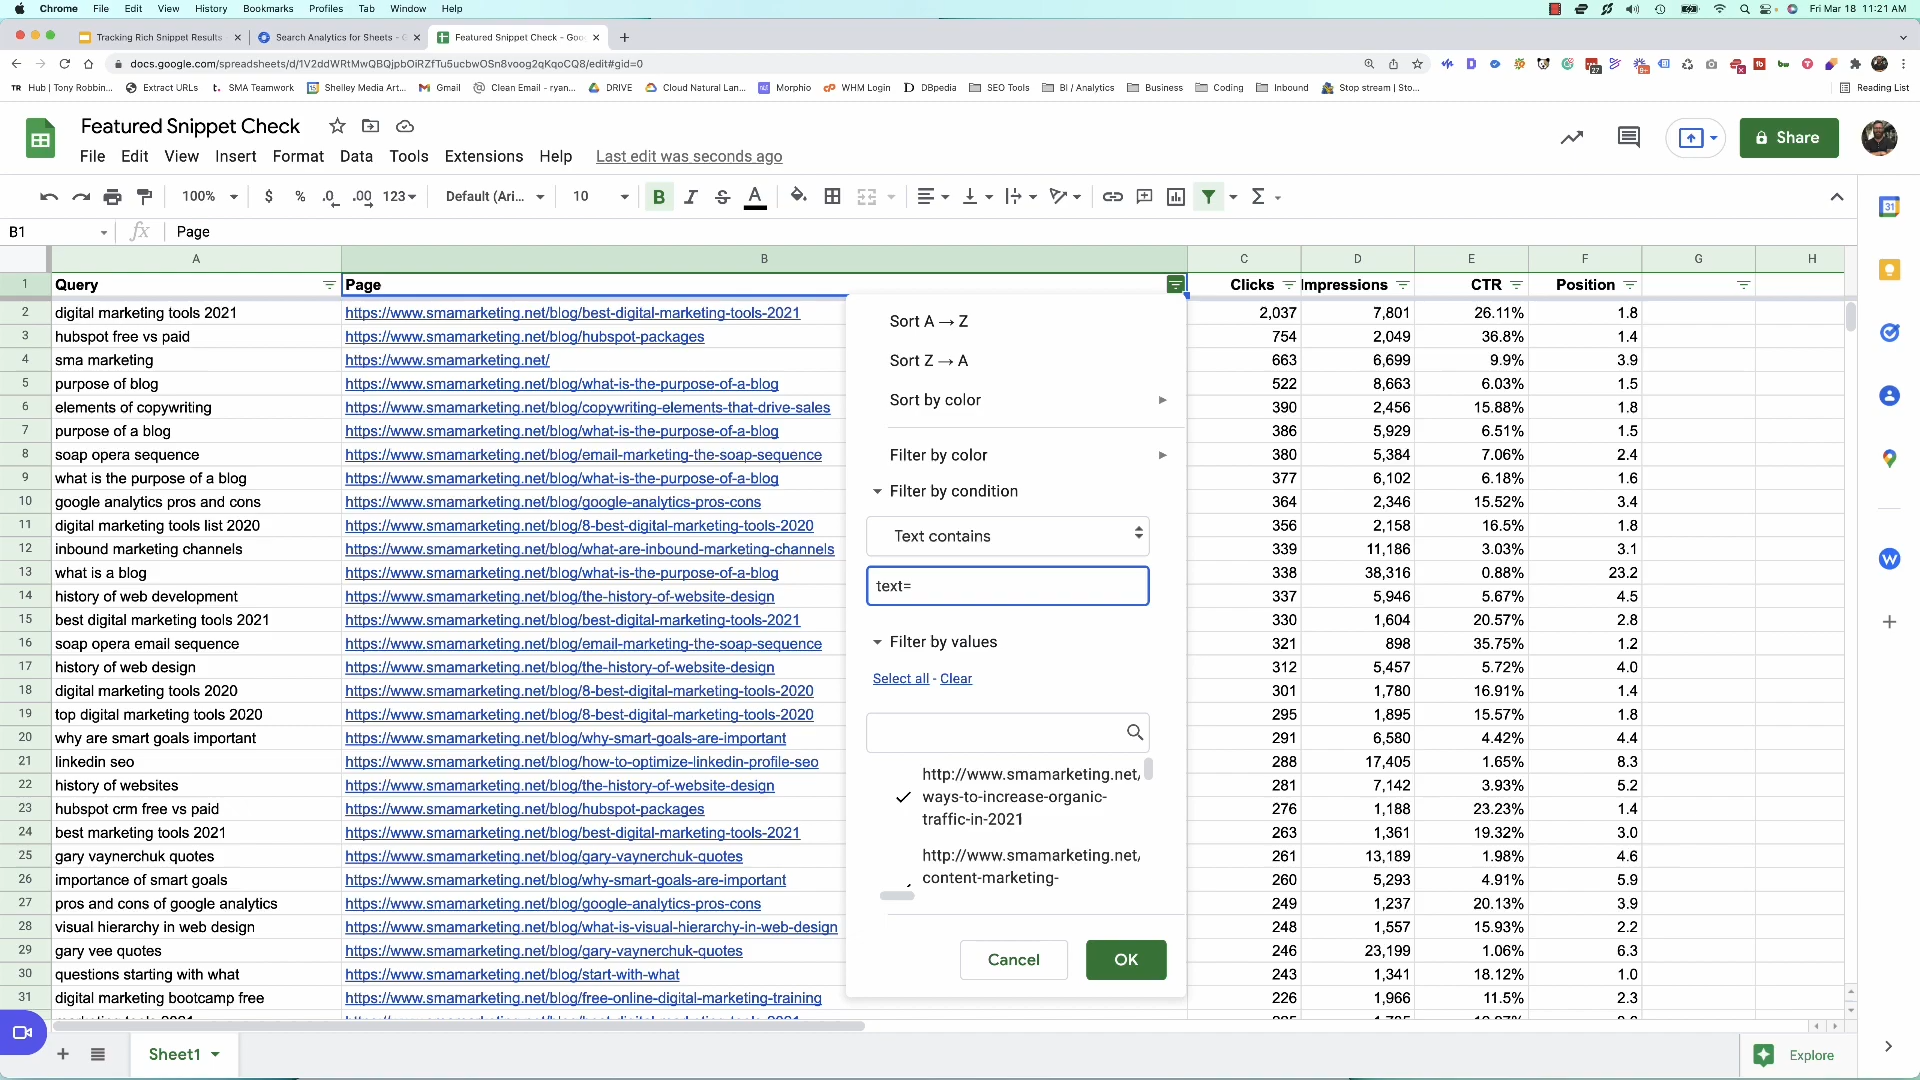 Chrome File Edit View History Bookmarks Profiles Tab Window Help Fri Mar 18 11:21 AM
Tracking Rich Snippet Results Search Analytics for Sheets - Featured Snippet Check - Goo
docs.google.com/spreadsheets/d/1V2ddWRtMwQBQjpbOiRZfTu5ucbwOSn8voog2qKqoCQ8/edit#gid=0
Hub | Tony Robbin... Extract URLs SMA Teamwork Shelley Media Art... Gmail Clean Email - ryan... DRIVE Cloud Natural Lan... Morphio WHM Login DBpedia SEO Tools BI / Analytics Business Coding Inbound Stop stream | Sto... Reading List
Featured Snippet Check
File Edit View Insert Format Data Tools Extensions Help Last edit was seconds ago
Share
100% $ % .0 .00 123 Default (Ari... 10 B I S A Σ
B1 fx Page
A B C D E F G H
1 Query Page Clicks Impressions CTR Position
2 digital marketing tools 2021 https://www.smamarketing.net/blog/best-digital-marketing-tools-2021 2,037 7,801 26.11% 1.8
3 hubspot free vs paid https://www.smamarketing.net/blog/hubspot-packages 754 2,049 36.8% 1.4
4 sma marketing https://www.smamarketing.net/ 663 6,699 9.9% 3.9
5 purpose of blog https://www.smamarketing.net/blog/what-is-the-purpose-of-a-blog 522 8,663 6.03% 1.5
6 elements of copywriting https://www.smamarketing.net/blog/copywriting-elements-that-drive-sales 390 2,456 15.88% 1.8
7 purpose of a blog https://www.smamarketing.net/blog/what-is-the-purpose-of-a-blog 386 5,929 6.51% 1.5
8 soap opera sequence https://www.smamarketing.net/blog/email-marketing-the-soap-sequence 380 5,384 7.06% 2.4
9 what is the purpose of a blog https://www.smamarketing.net/blog/what-is-the-purpose-of-a-blog 377 6,102 6.18% 1.6
10 google analytics pros and cons https://www.smamarketing.net/blog/google-analytics-pros-cons 364 2,346 15.52% 3.4
11 digital marketing tools list 2020 https://www.smamarketing.net/blog/8-best-digital-marketing-tools-2020 356 2,158 16.5% 1.8
12 inbound marketing channels https://www.smamarketing.net/blog/what-are-inbound-marketing-channels 339 11,186 3.03% 3.1
13 what is a blog https://www.smamarketing.net/blog/what-is-the-purpose-of-a-blog 338 38,316 0.88% 23.2
14 history of web development https://www.smamarketing.net/blog/the-history-of-website-design 337 5,946 5.67% 4.5
15 best digital marketing tools 2021 https://www.smamarketing.net/blog/best-digital-marketing-tools-2021 330 1,604 20.57% 2.8
16 soap opera email sequence https://www.smamarketing.net/blog/email-marketing-the-soap-sequence 321 898 35.75% 1.2
17 history of web design https://www.smamarketing.net/blog/the-history-of-website-design 312 5,457 5.72% 4.0
18 digital marketing tools 2020 https://www.smamarketing.net/blog/8-best-digital-marketing-tools-2020 301 1,780 16.91% 1.4
19 top digital marketing tools 2020 https://www.smamarketing.net/blog/8-best-digital-marketing-tools-2020 295 1,895 15.57% 1.8
20 why are smart goals important https://www.smamarketing.net/blog/why-smart-goals-are-important 291 6,580 4.42% 4.4
21 linkedin seo https://www.smamarketing.net/blog/how-to-optimize-linkedin-profile-seo 288 17,405 1.65% 8.3
22 history of websites https://www.smamarketing.net/blog/the-history-of-website-design 281 7,142 3.93% 5.2
23 hubspot crm free vs paid https://www.smamarketing.net/blog/hubspot-packages 276 1,188 23.23% 1.4
24 best marketing tools 2021 https://www.smamarketing.net/blog/best-digital-marketing-tools-2021 263 1,361 19.32% 3.0
25 gary vaynerchuk quotes https://www.smamarketing.net/blog/gary-vaynerchuk-quotes 261 13,189 1.98% 4.6
26 importance of smart goals https://www.smamarketing.net/blog/why-smart-goals-are-important 260 5,293 4.91% 5.9
27 pros and cons of google analytics https://www.smamarketing.net/blog/google-analytics-pros-cons 249 1,237 20.13% 3.9
28 visual hierarchy in web design https://www.smamarketing.net/blog/what-is-visual-hierarchy-in-web-design 248 1,557 15.93% 2.2
29 gary vee quotes https://www.smamarketing.net/blog/gary-vaynerchuk-quotes 246 23,199 1.06% 6.3
30 questions starting with what https://www.smamarketing.net/blog/start-with-what 243 1,341 18.12% 1.0
31 digital marketing bootcamp free https://www.smamarketing.net/blog/free-online-digital-marketing-training 226 1,966 11.5% 2.3
Sort A → Z
Sort Z → A
Sort by color
Filter by color
Filter by condition
Text contains
text=
Filter by values
Select all - Clear
http://www.smamarketing.net/
ways-to-increase-organic-
traffic-in-2021
http://www.smamarketing.net/
content-marketing-
Cancel OK
Sheet1 Explore